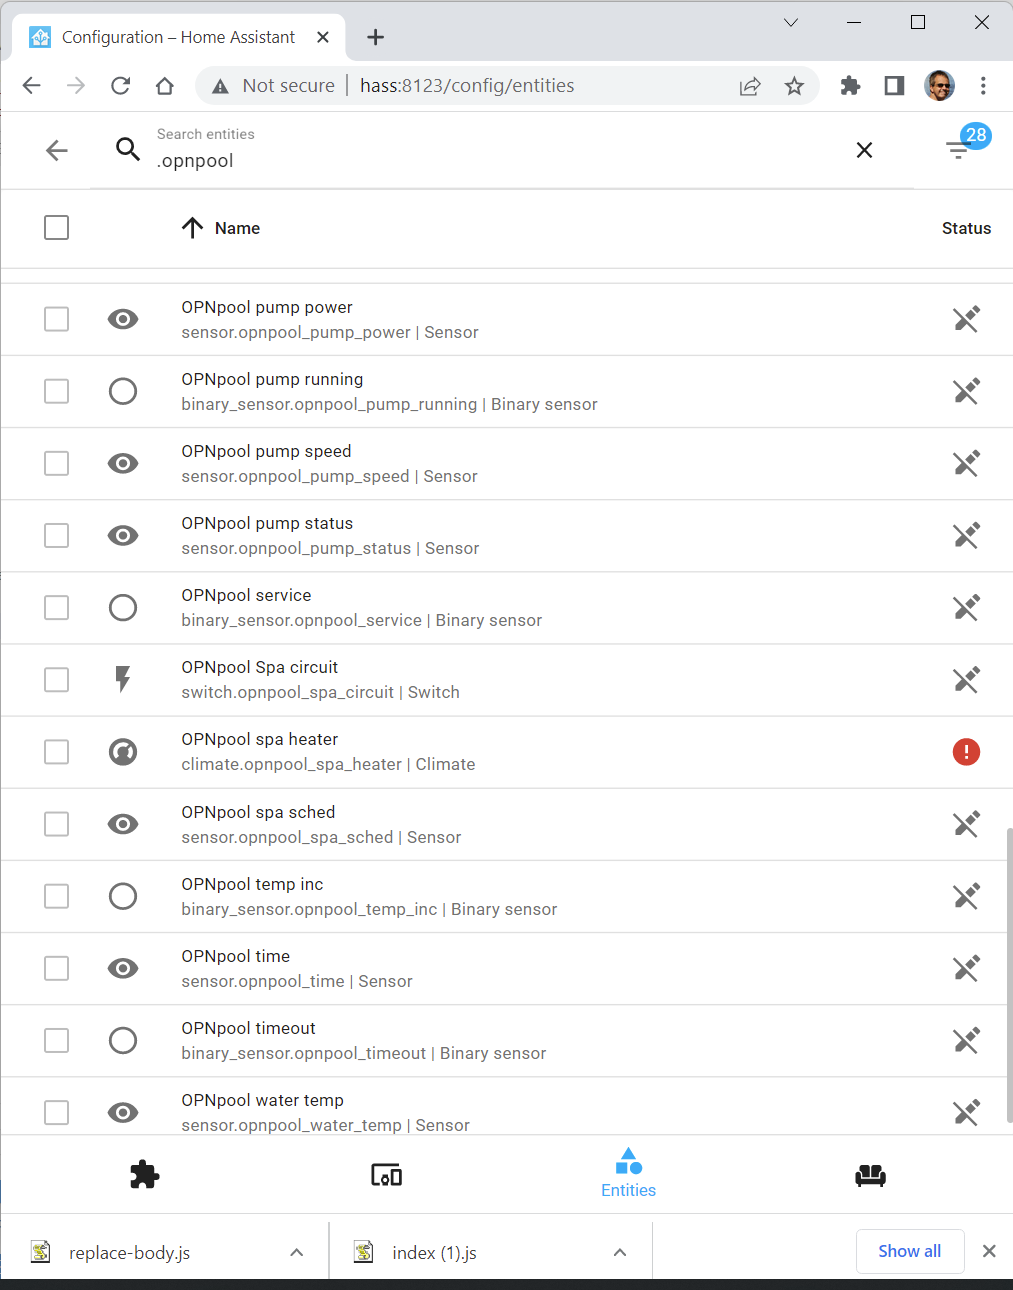 Configuration – Home Assistant
Not secure
hass:8123/config/entities
Search entities
.opnpool
28
Name
Status
OPNpool pump power
sensor.opnpool_pump_power | Sensor
OPNpool pump running
binary_sensor.opnpool_pump_running | Binary sensor
OPNpool pump speed
sensor.opnpool_pump_speed | Sensor
OPNpool pump status
sensor.opnpool_pump_status | Sensor
OPNpool service
binary_sensor.opnpool_service | Binary sensor
OPNpool Spa circuit
switch.opnpool_spa_circuit | Switch
OPNpool spa heater
climate.opnpool_spa_heater | Climate
OPNpool spa sched
sensor.opnpool_spa_sched | Sensor
OPNpool temp inc
binary_sensor.opnpool_temp_inc | Binary sensor
OPNpool time
sensor.opnpool_time | Sensor
OPNpool timeout
binary_sensor.opnpool_timeout | Binary sensor
OPNpool water temp
sensor.opnpool_water_temp | Sensor
Entities
replace-body.js
index (1).js
Show all